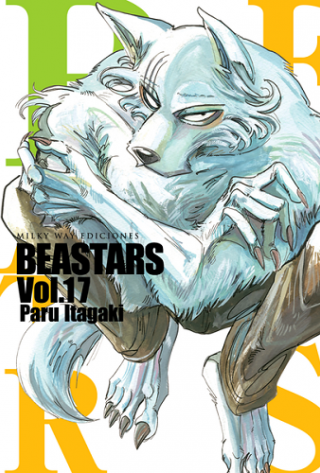 B E
MILKY WAY EDICIONES
BEASTARS
Vol.17
Paru Itagaki
R S